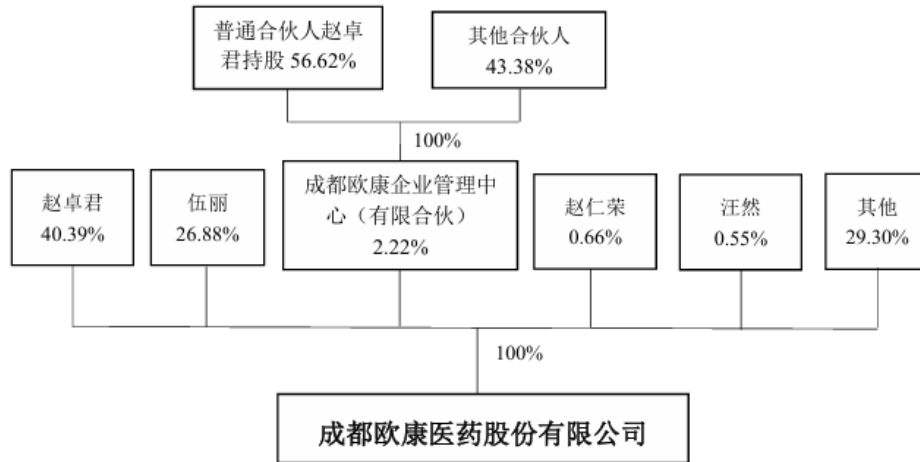 普通合伙人赵卓
君持股 56.62%
其他合伙人
43.38%
100%
赵卓君
40.39%
伍丽
26.88%
成都欧康企业管理中
心（有限合伙）
2.22%
赵仁荣
0.66%
汪然
0.55%
其他
29.30%
100%
成都欧康医药股份有限公司